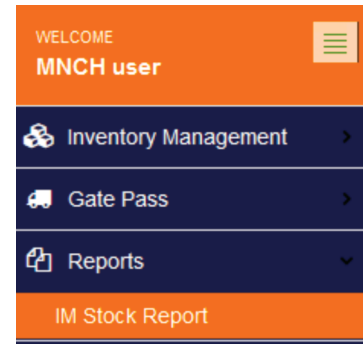 WELCOME
MNCH user
Inventory Management
Gate Pass
Reports
IM Stock Report